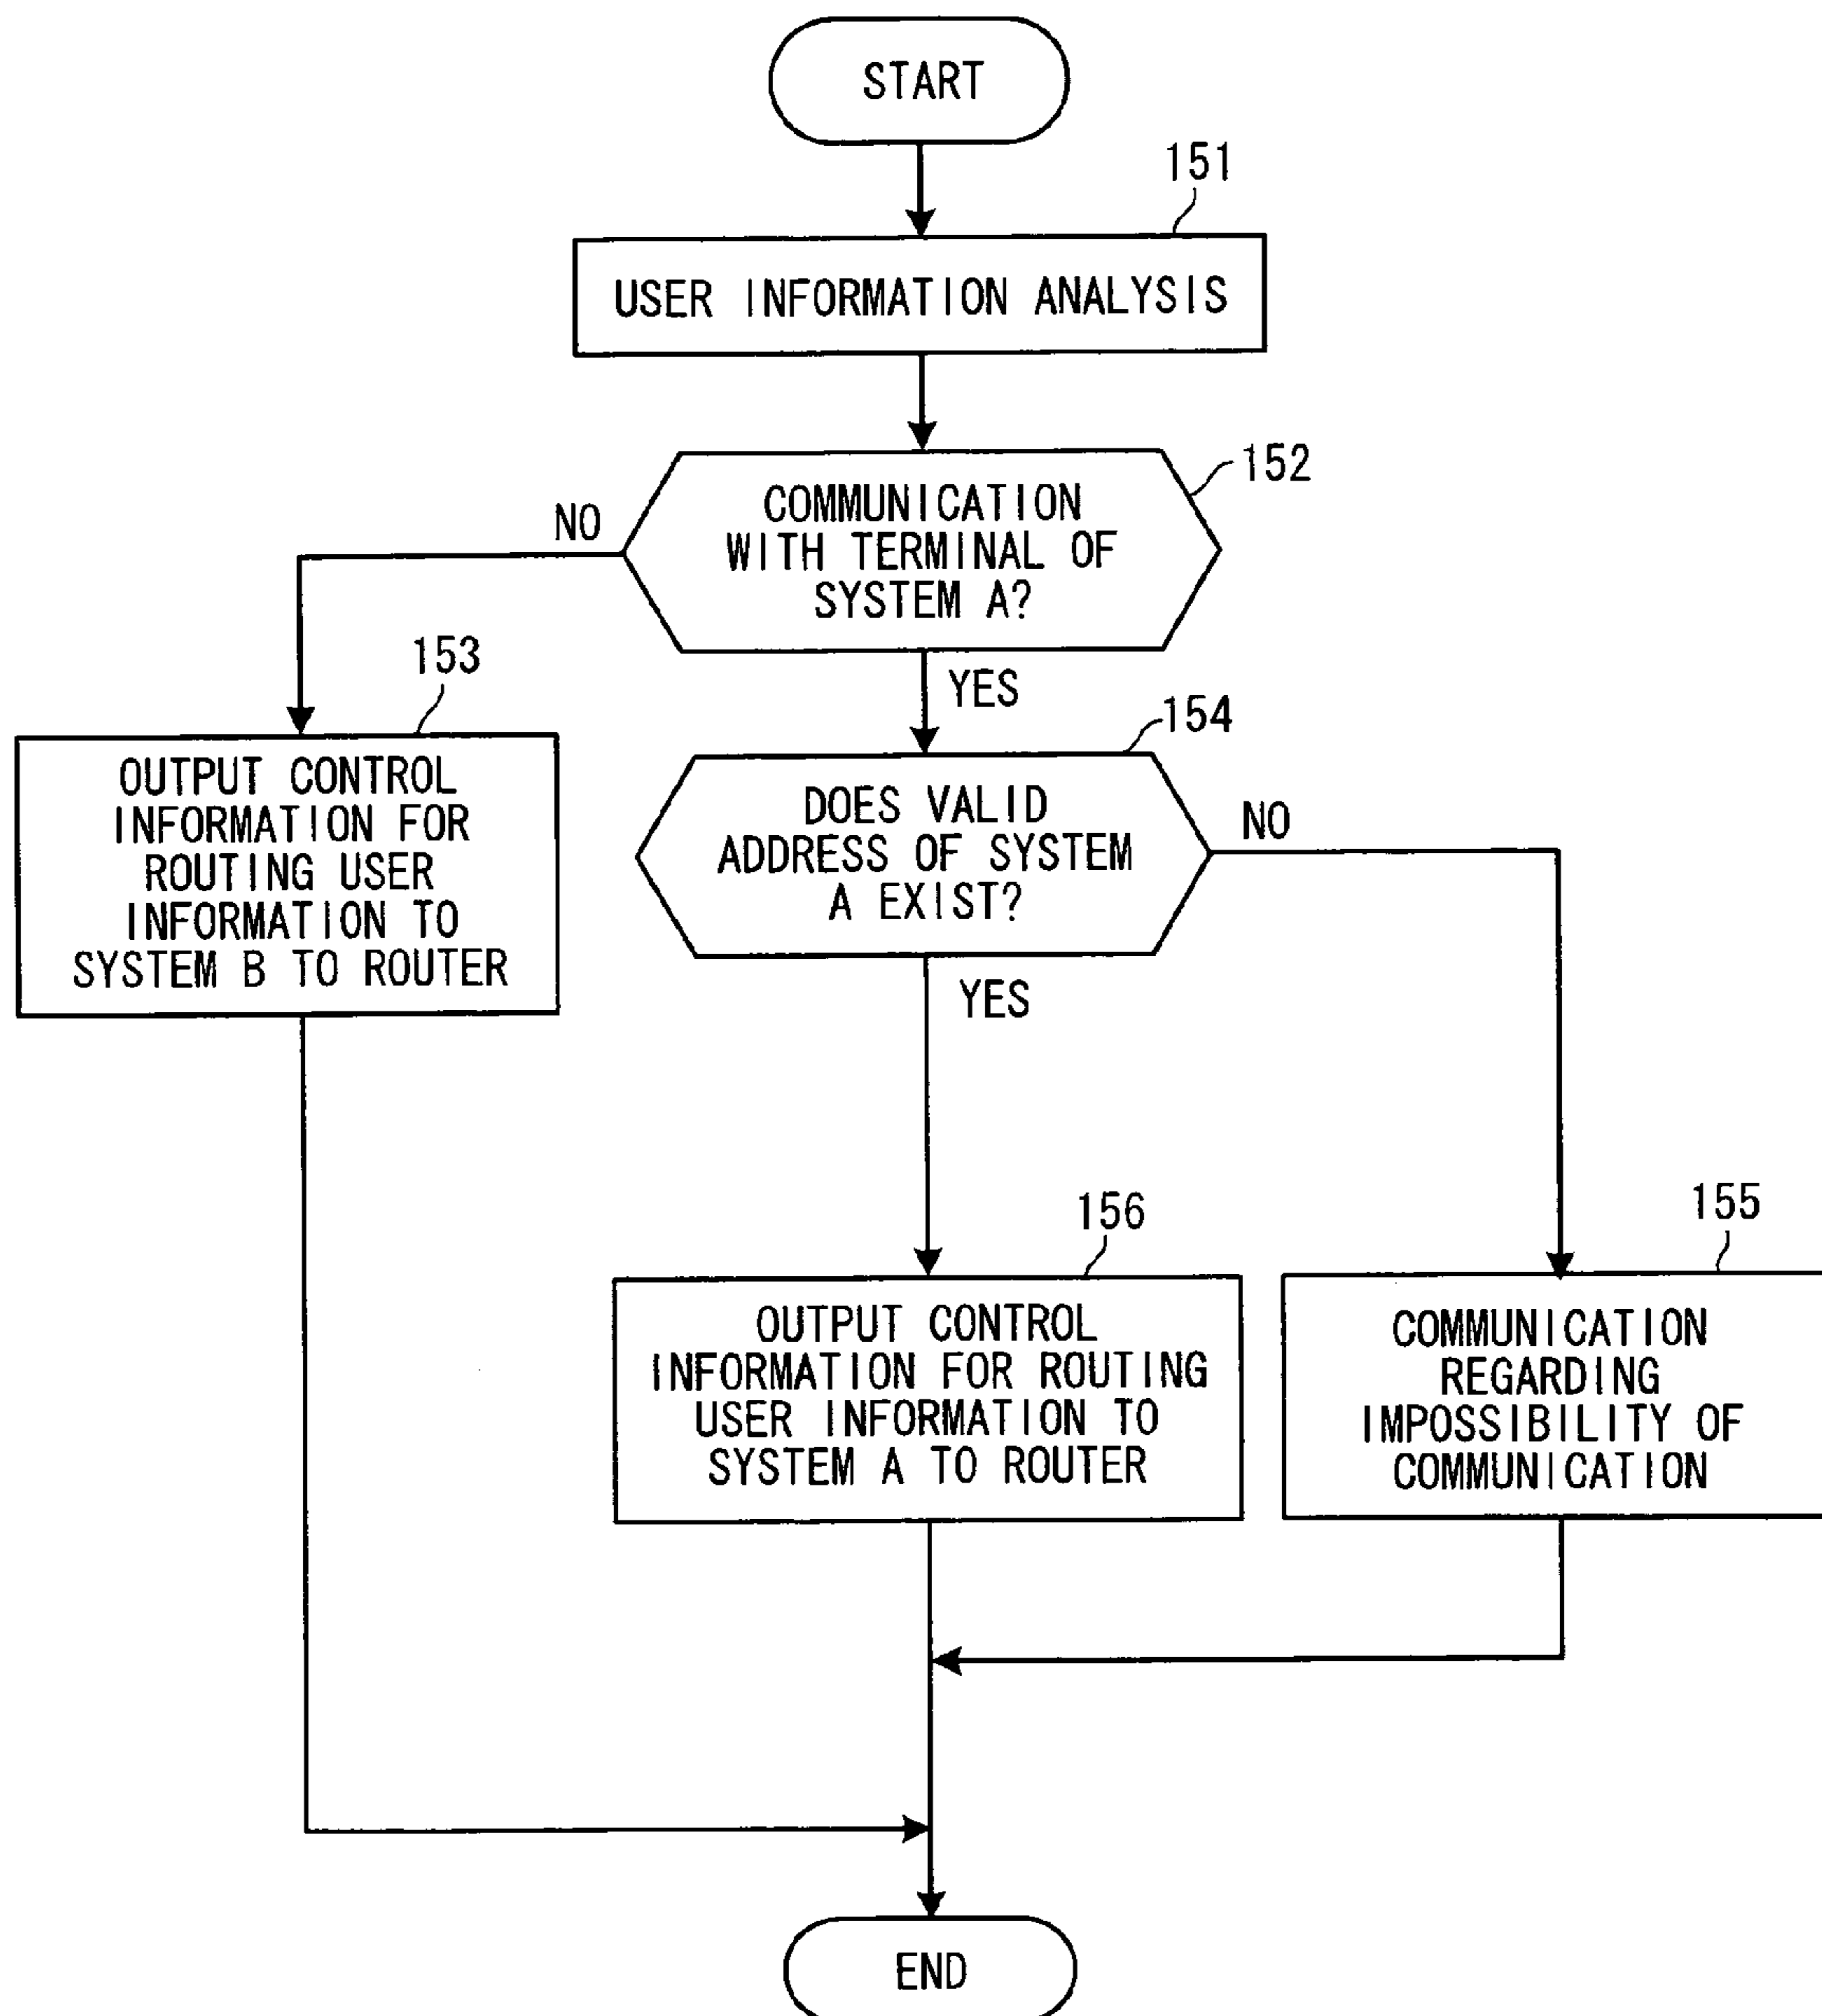 START
151
USER INFORMATION ANALYSIS
152
COMMUNICATION
WITH TERMINAL OF
SYSTEM A?
NO
YES
153
OUTPUT CONTROL
INFORMATION FOR
ROUTING USER
INFORMATION TO
SYSTEM B TO ROUTER
154
DOES VALID
ADDRESS OF SYSTEM
A EXIST?
NO
YES
156
OUTPUT CONTROL
INFORMATION FOR ROUTING
USER INFORMATION TO
SYSTEM A TO ROUTER
155
COMMUNICATION
REGARDING
IMPOSSIBILITY OF
COMMUNICATION
END